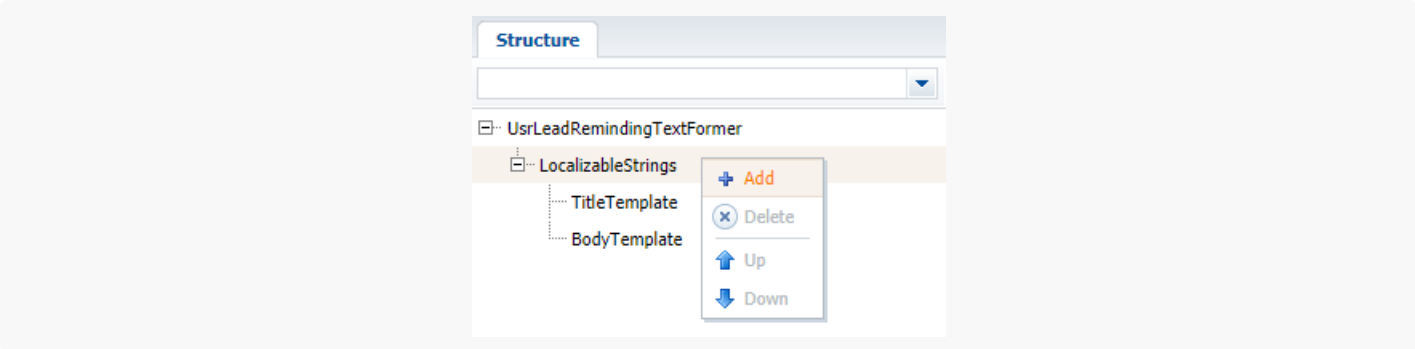 Structure
UsrLeadRemindingTextFormer
LocalizableStrings
TitleTemplate
BodyTemplate
Add
Delete
Up
Down